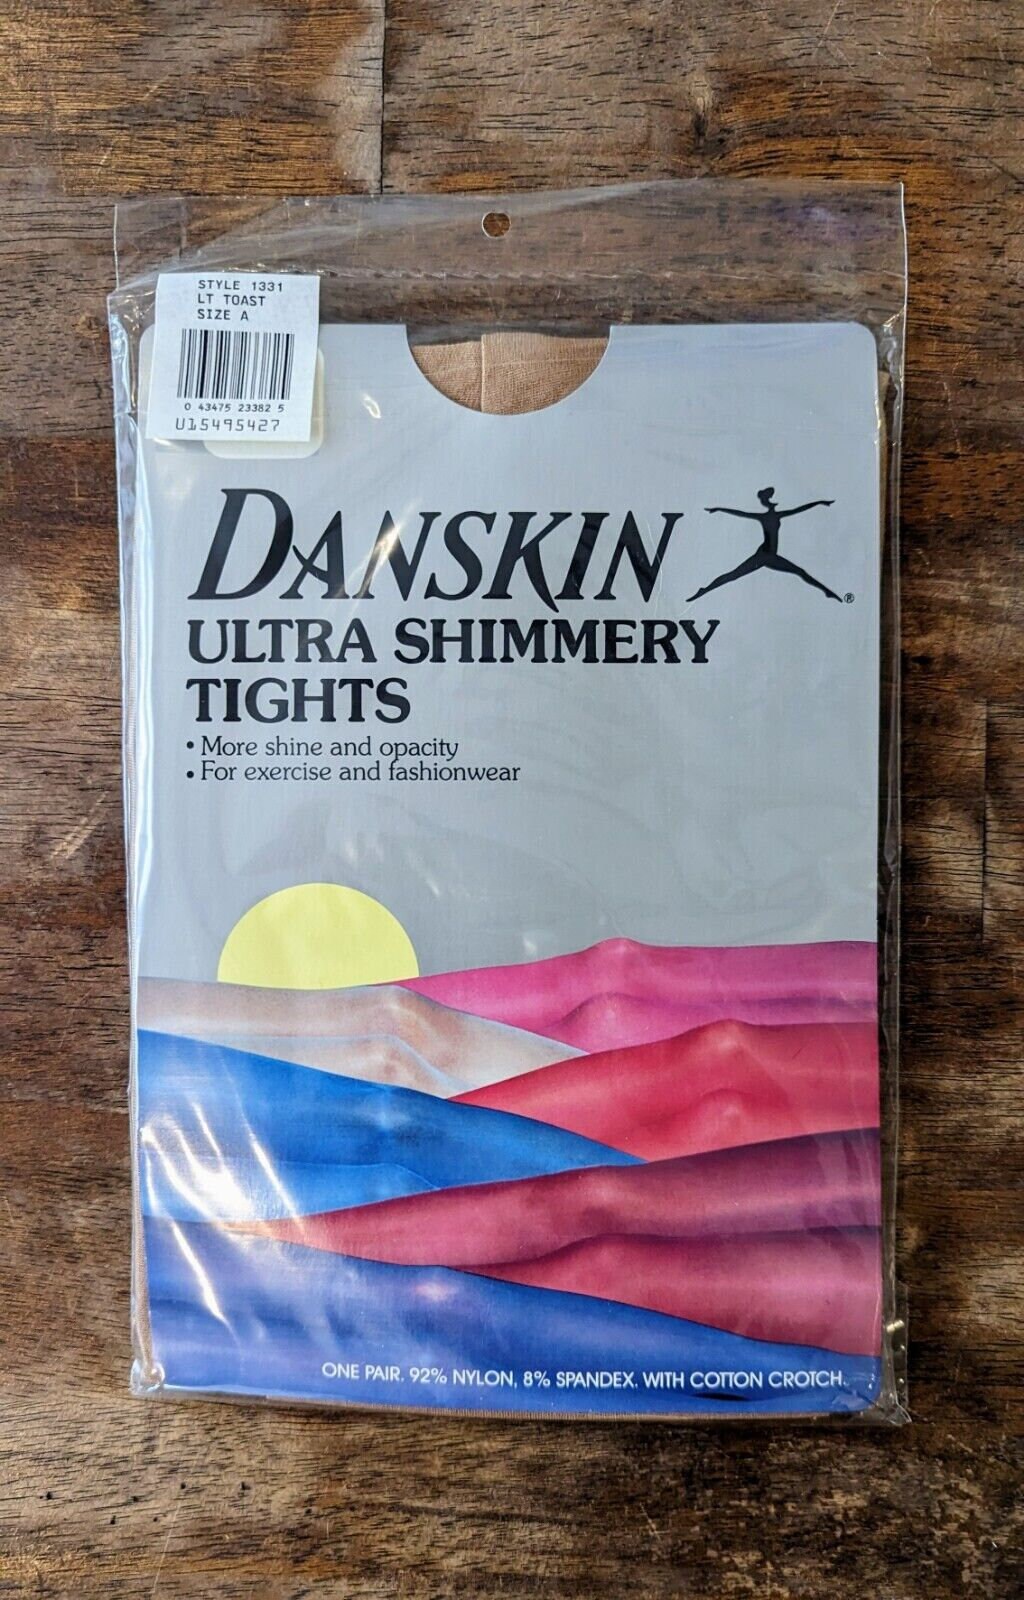 STYLE 1331
LT TOAST
SIZE A
0 43475 23382 5
U15495427
DANSKIN
®
ULTRA SHIMMERY
TIGHTS
• More shine and opacity
• For exercise and fashionwear
ONE PAIR. 92% NYLON, 8% SPANDEX. WITH COTTON CROTCH.